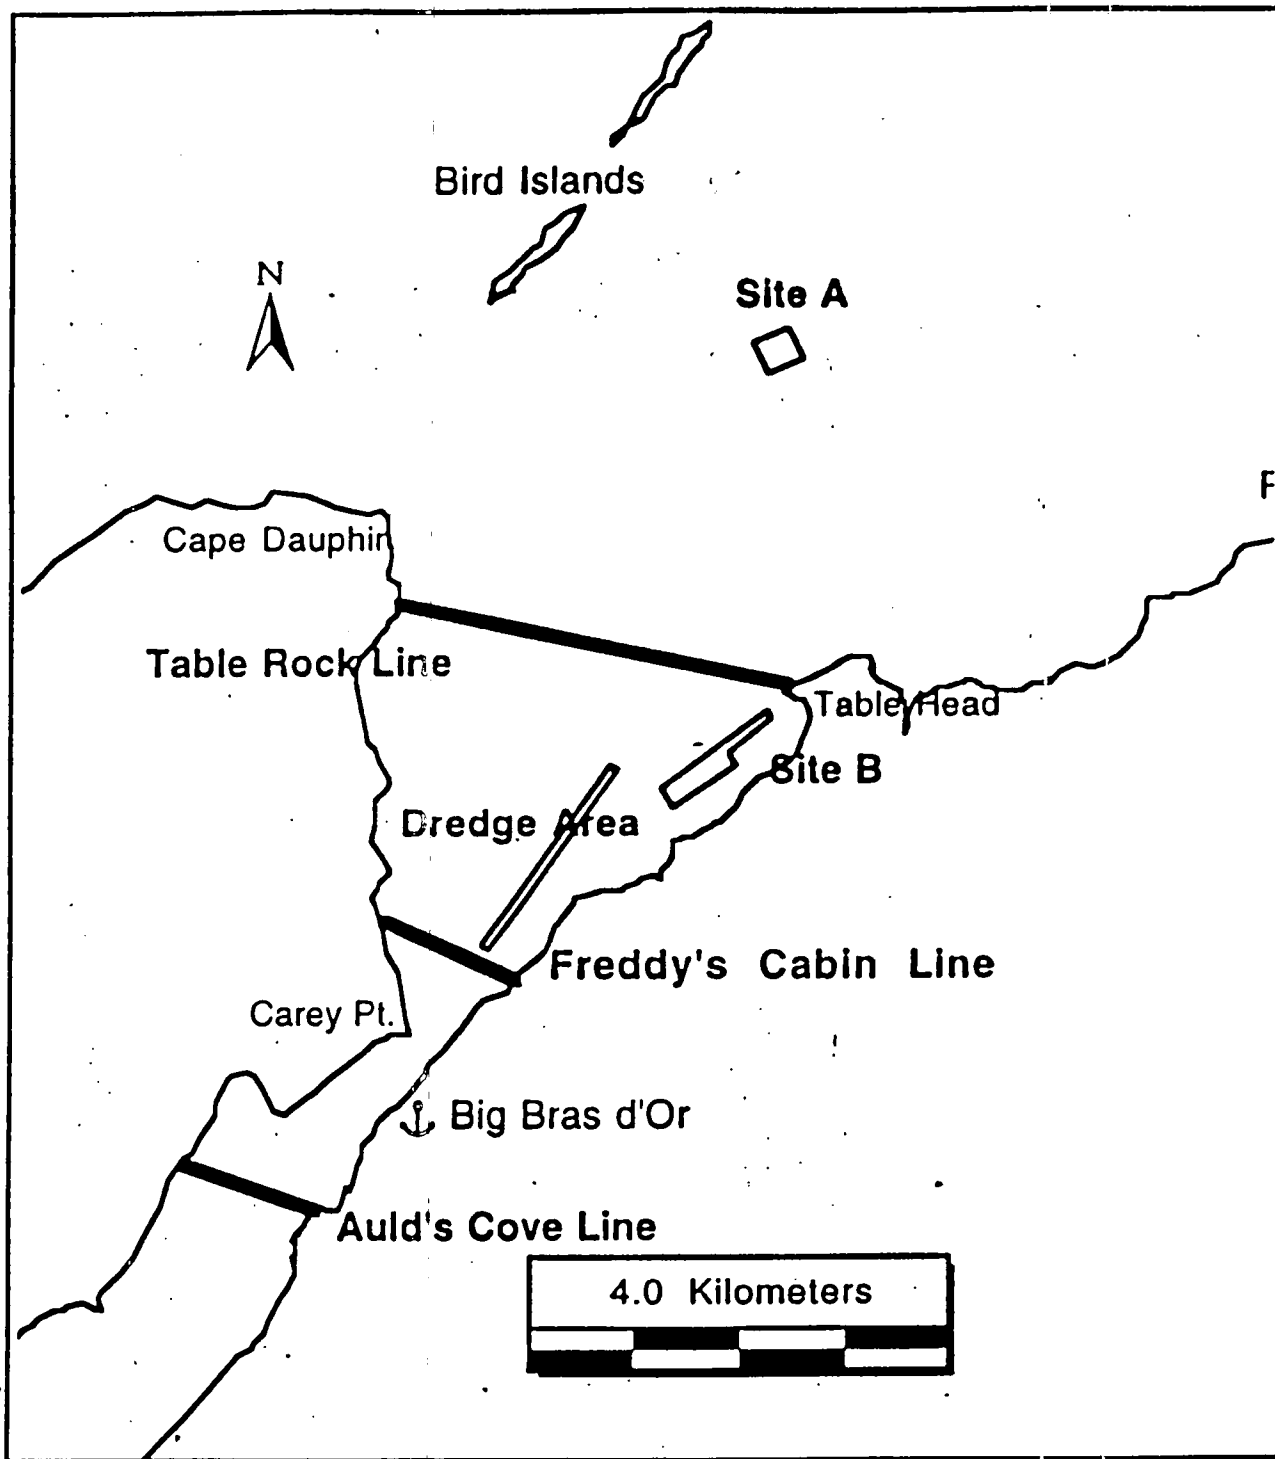 Bird Islands
N
Site A
F
Cape Dauphin
Table Rock Line
Table Head
Site B
Dredge Area
Freddy's Cabin Line
Carey Pt.
Big Bras d'Or
Auld's Cove Line
4.0 Kilometers